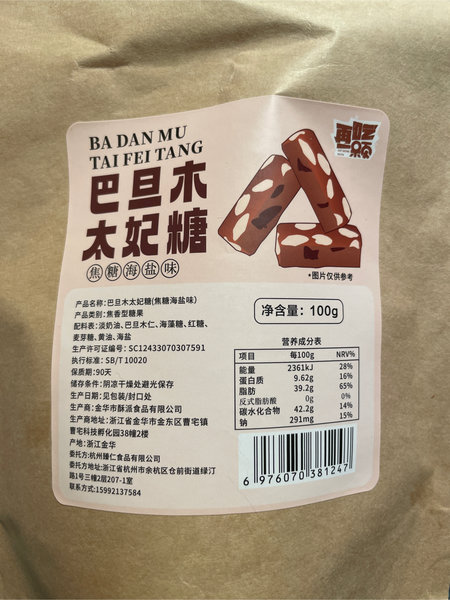 BA DAN MU
TAI FEI TANG
巴旦木
太妃糖
焦糖海盐味
*图片仅供参考
净含量：100g
产品名称：巴旦木太妃糖(焦糖海盐味)
产品类别：焦香型糖果
配料表：淡奶油、巴旦木仁、海藻糖、红糖、
麦芽糖、黄油、海盐
生产许可证编号：SC12433070307591
执行标准：SB/T 10020
保质期：90天
储存条件：阴凉干燥处避光保存
生产日期：见包装/封口处
生产商：金华市酥派食品有限公司
生产商地址：浙江省金华市金东区曹宅镇
曹宅科技孵化园38幢2楼
产地：浙江金华
委托方：杭州臻仁食品有限公司
委托方地址：浙江省杭州市余杭区仓前街道绿汀
路1号三幢2层207-1室
联系方式：15992137584
营养成分表
项目 每100g NRV%
能量 2361kJ 28%
蛋白质 9.62g 16%
脂肪 39.2g 65%
反式脂肪酸 0g 0%
碳水化合物 42.2g 14%
钠 291mg 15%
6 976070 381247